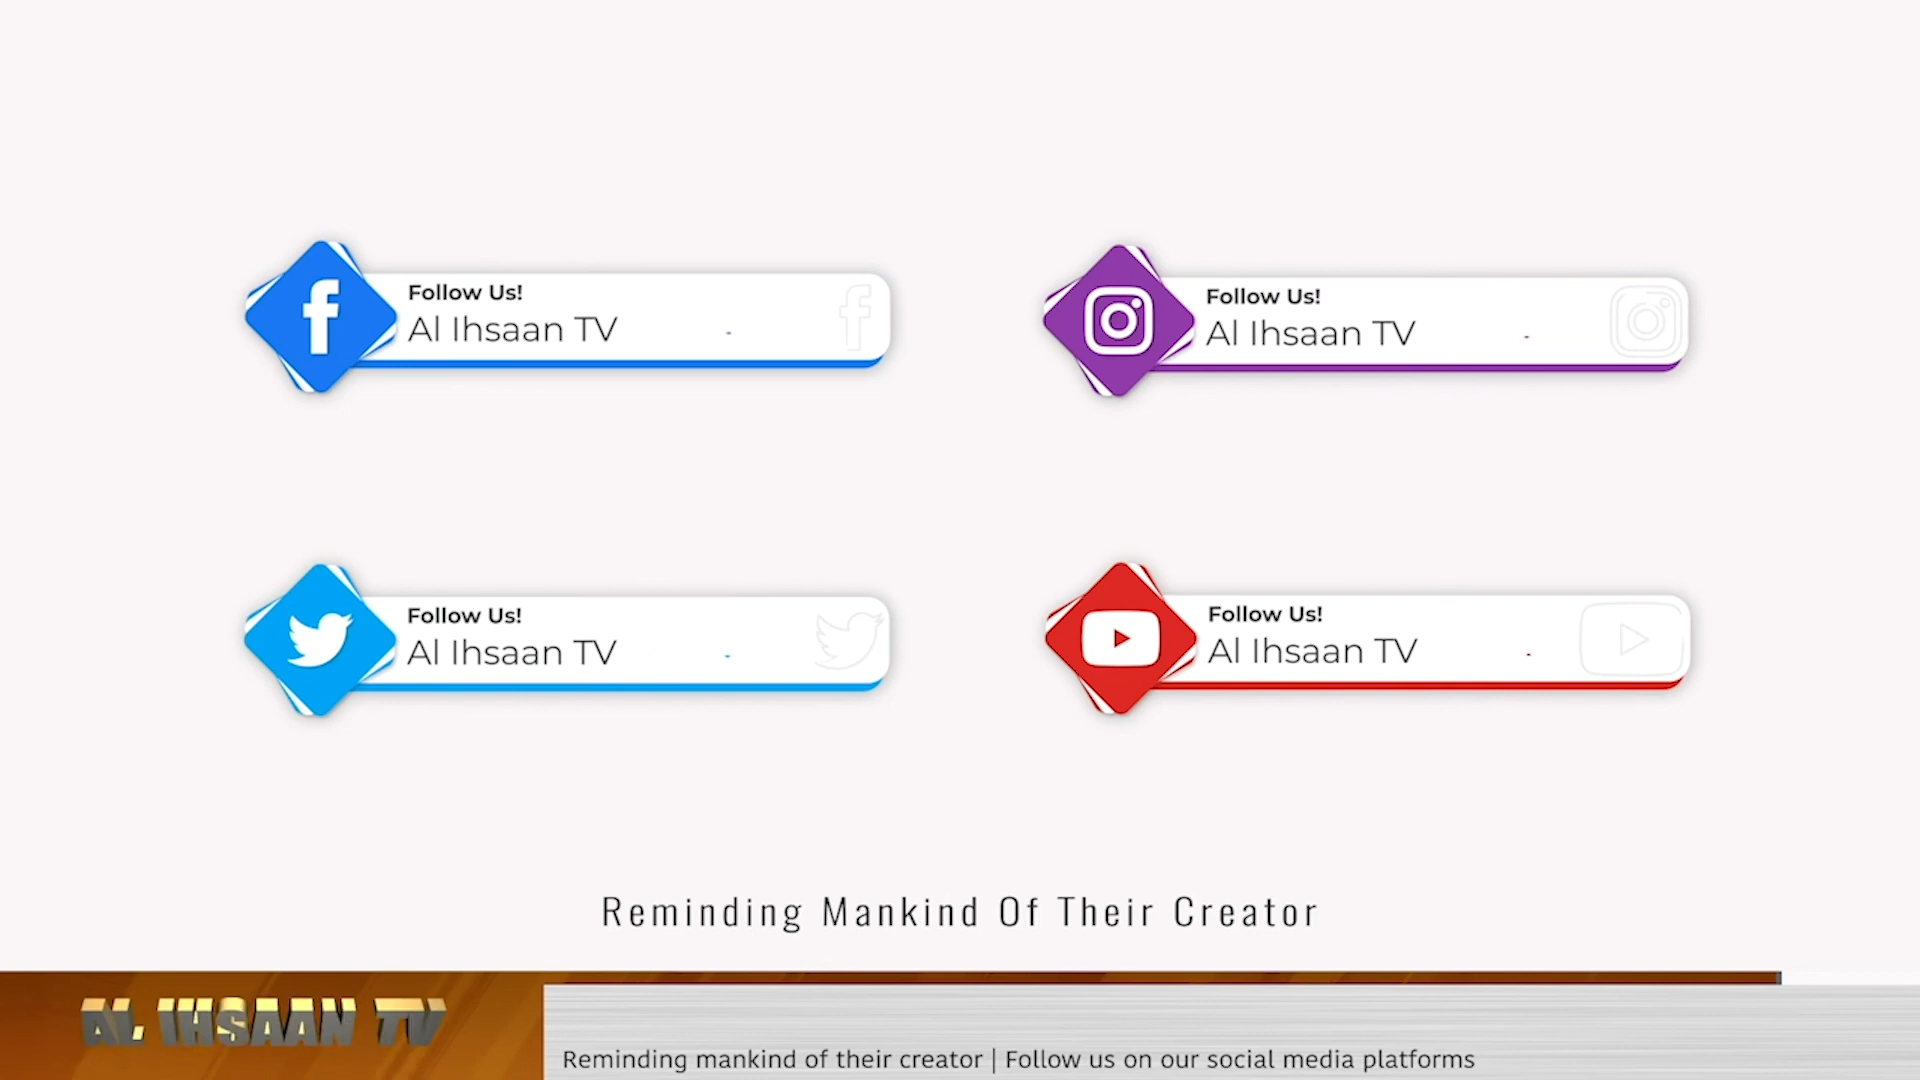 Follow Us!
Al Ihsaan TV
Follow Us!
Al Ihsaan TV
Follow Us!
Al Ihsaan TV
Follow Us!
Al Ihsaan TV
Reminding Mankind Of Their Creator
AL IHSAAN TV
Reminding mankind of their creator | Follow us on our social media platforms